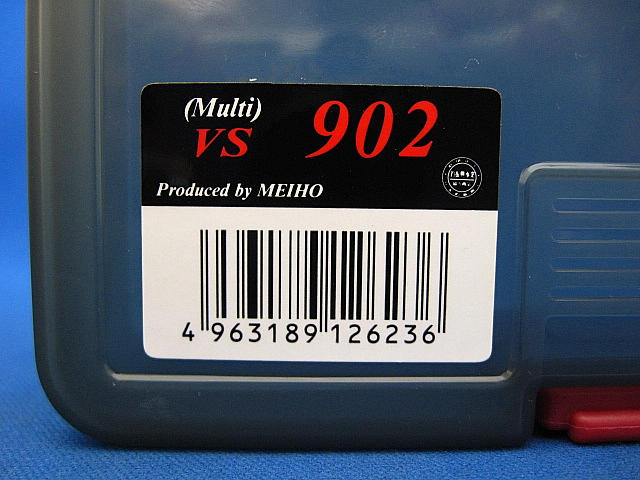 (Multi)
VS 902
Produced by MEIHO
4 963189 126236